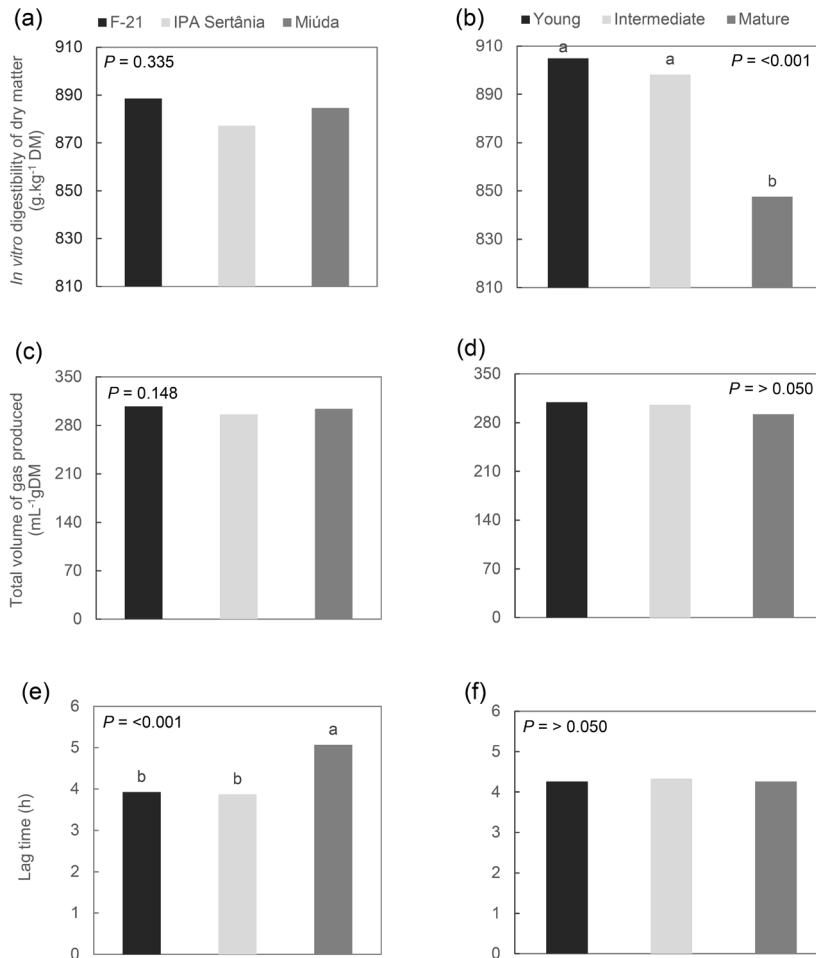 (a)
F-21 IPA Sertânia Miúda
P = 0.335
910
890
870
850
830
810
In vitro digestibility of dry matter
(g.kg-1 DM)
(b)
Young Intermediate Mature
P = <0.001
910
890
870
850
830
810
a
a
b
(c)
P = 0.148
350
280
210
140
70
0
Total volume of gas produced
(mL-1gDM)
(d)
P = > 0.050
350
280
210
140
70
0
(e)
P = <0.001
6
5
4
3
2
1
0
Lag time (h)
b
b
a
(f)
P = > 0.050
6
5
4
3
2
1
0